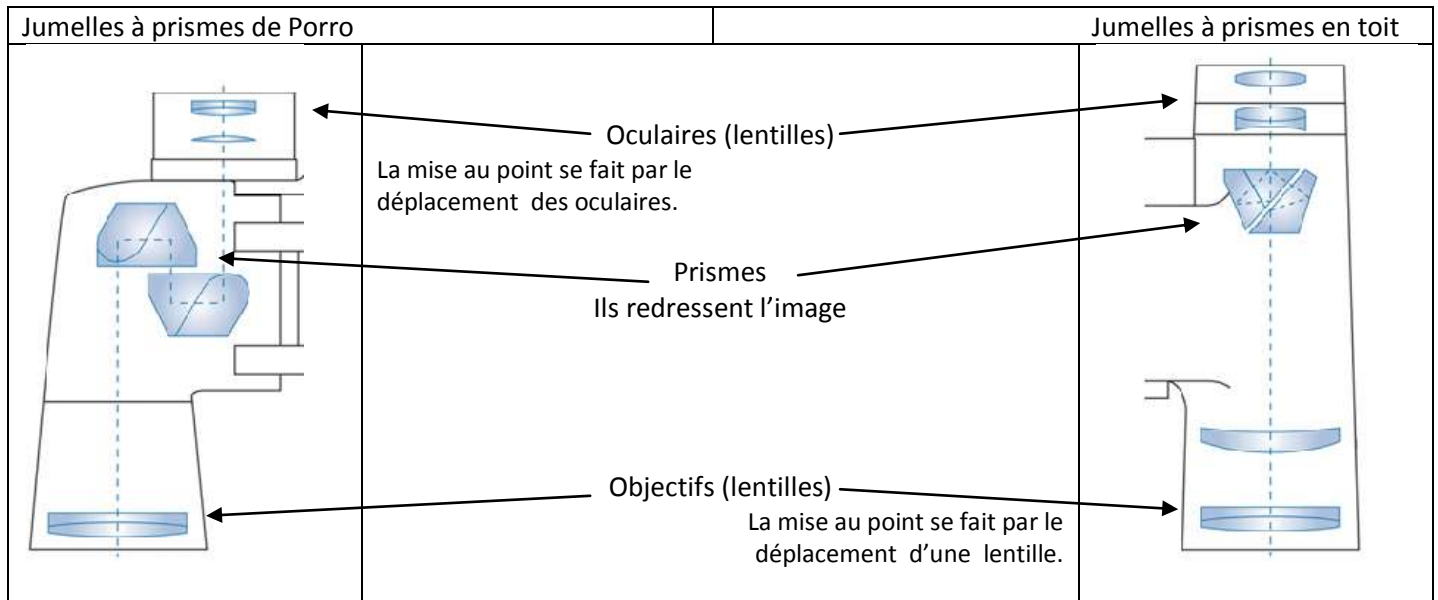 Jumelles à prismes de Porro
Jumelles à prismes en toit
Oculaires (lentilles)
La mise au point se fait par le
déplacement des oculaires.
Prismes
Ils redressent l’image
Objectifs (lentilles)
La mise au point se fait par le
déplacement d’une lentille.